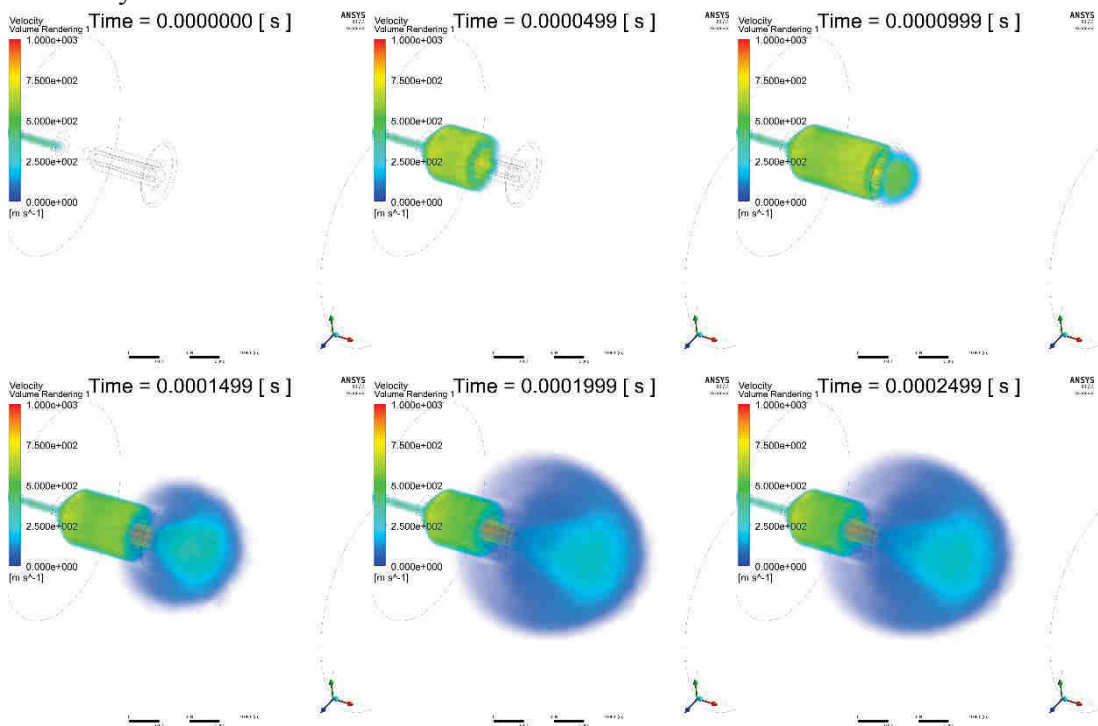 Velocity
Volume Rendering 1
Time = 0.0000000 [ s ]
1.000e+003
7.500e+002
5.000e+002
2.500e+002
0.000e+000
[m s^-1]
ANSYS
Velocity
Volume Rendering 1
Time = 0.0000499 [ s ]
1.000e+003
7.500e+002
5.000e+002
2.500e+002
0.000e+000
[m s^-1]
ANSYS
Velocity
Volume Rendering 1
Time = 0.0000999 [ s ]
1.000e+003
7.500e+002
5.000e+002
2.500e+002
0.000e+000
[m s^-1]
ANSYS
Velocity
Volume Rendering 1
Time = 0.0001499 [ s ]
1.000e+003
7.500e+002
5.000e+002
2.500e+002
0.000e+000
[m s^-1]
ANSYS
Velocity
Volume Rendering 1
Time = 0.0001999 [ s ]
1.000e+003
7.500e+002
5.000e+002
2.500e+002
0.000e+000
[m s^-1]
ANSYS
Velocity
Volume Rendering 1
Time = 0.0002499 [ s ]
1.000e+003
7.500e+002
5.000e+002
2.500e+002
0.000e+000
[m s^-1]
ANSYS